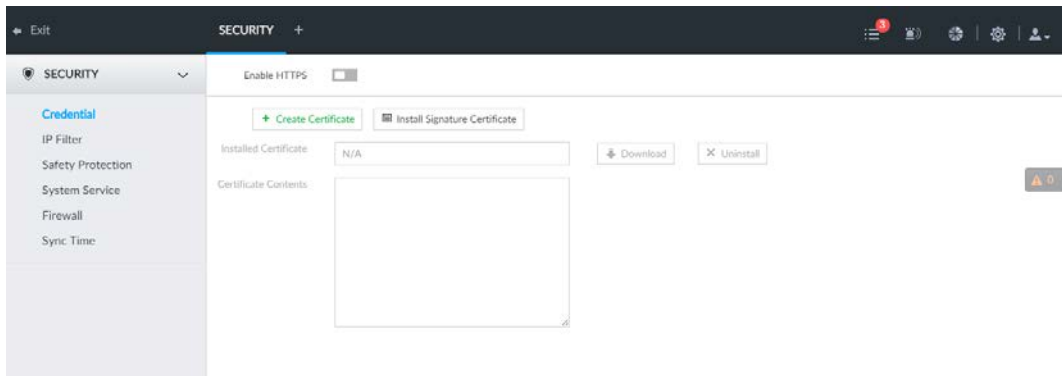 Exit
SECURITY +
3
SECURITY
Enable HTTPS
Credential
+ Create Certificate
Install Signature Certificate
IP Filter
Installed Certificate
N/A
Download
Uninstall
Safety Protection
Certificate Contents
0
System Service
Firewall
Sync Time